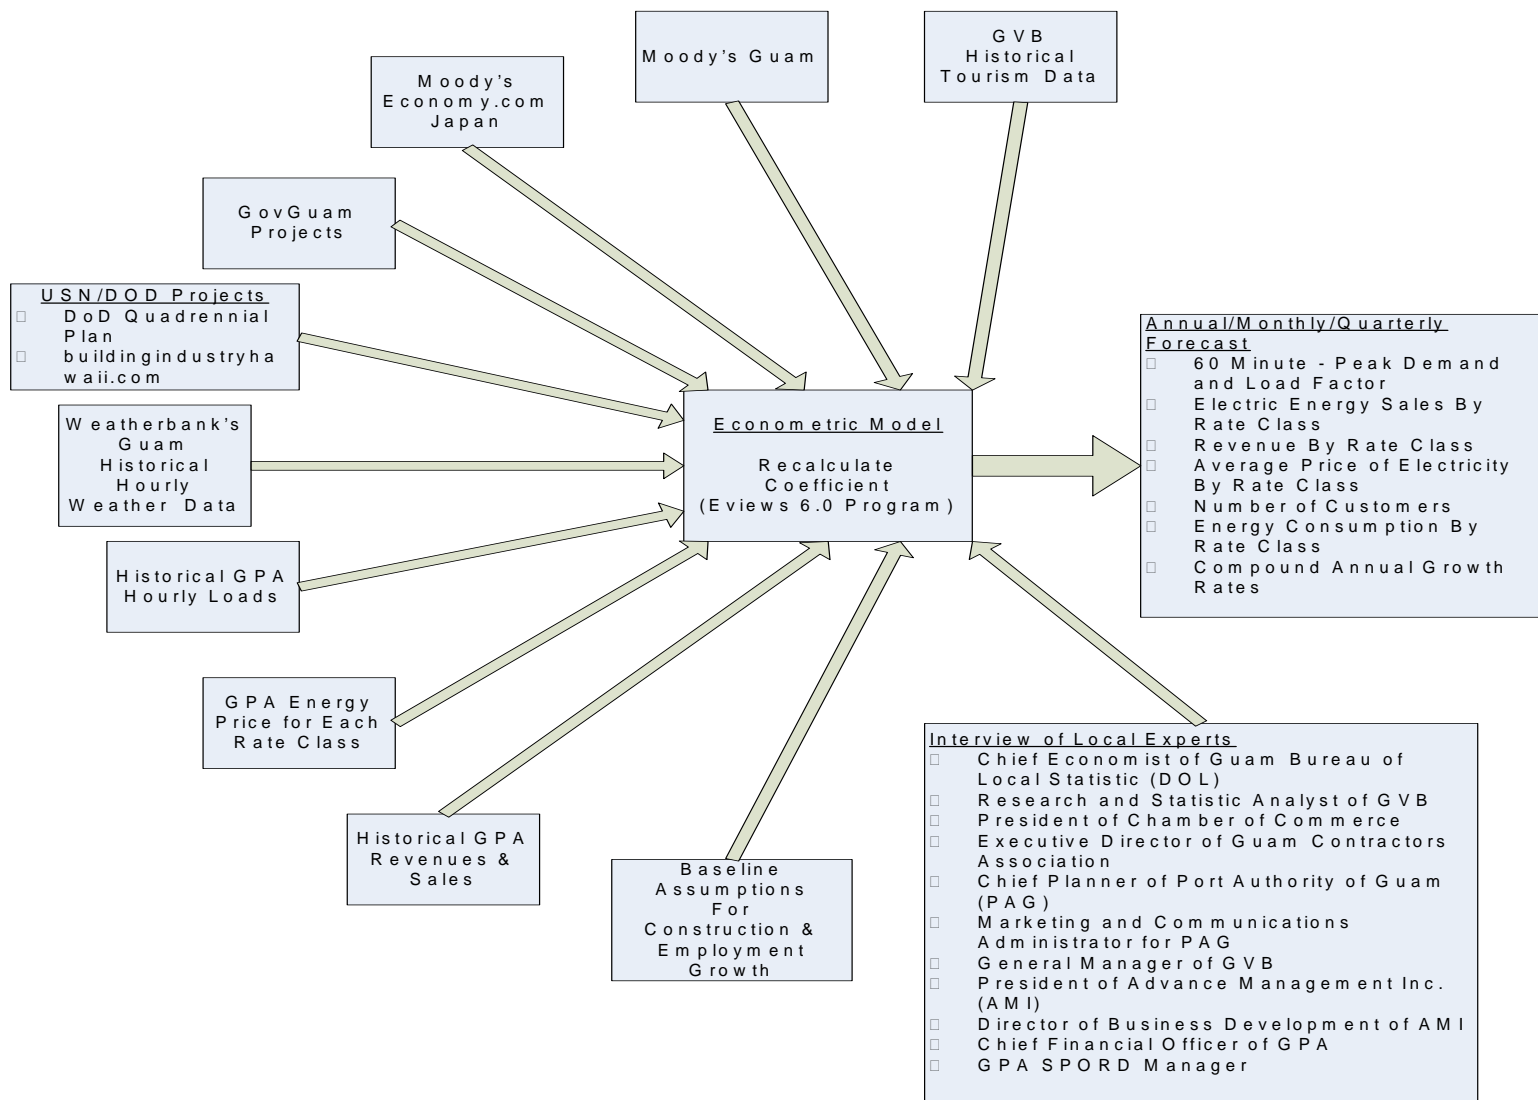 Moody's Guam
GVB
Historical
Tourism Data
Moody's
Economy.com
Japan
GovGuam
Projects
USN/DOD Projects
DoD Quadrennial
Plan
buildingindustryha
waii.com
Weatherbank's
Guam
Historical
Hourly
Weather Data
Historical GPA
Hourly Loads
GPA Energy
Price for Each
Rate Class
Historical GPA
Revenues &
Sales
Baseline
Assumptions
For
Construction &
Employment
Growth
Econometric Model
Recalculate
Coefficient
(Eviews 6.0 Program)
Annual/Monthly/Quarterly
Forecast
60 Minute - Peak Demand
and Load Factor
Electric Energy Sales By
Rate Class
Revenue By Rate Class
Average Price of Electricity
By Rate Class
Number of Customers
Energy Consumption By
Rate Class
Compound Annual Growth
Rates
Interview of Local Experts
Chief Economist of Guam Bureau of
Local Statistic (DOL)
Research and Statistic Analyst of GVB
President of Chamber of Commerce
Executive Director of Guam Contractors
Association
Chief Planner of Port Authority of Guam
(PAG)
Marketing and Communications
Administrator for PAG
General Manager of GVB
President of Advance Management Inc.
(AMI)
Director of Business Development of AMI
Chief Financial Officer of GPA
GPA SPORD Manager